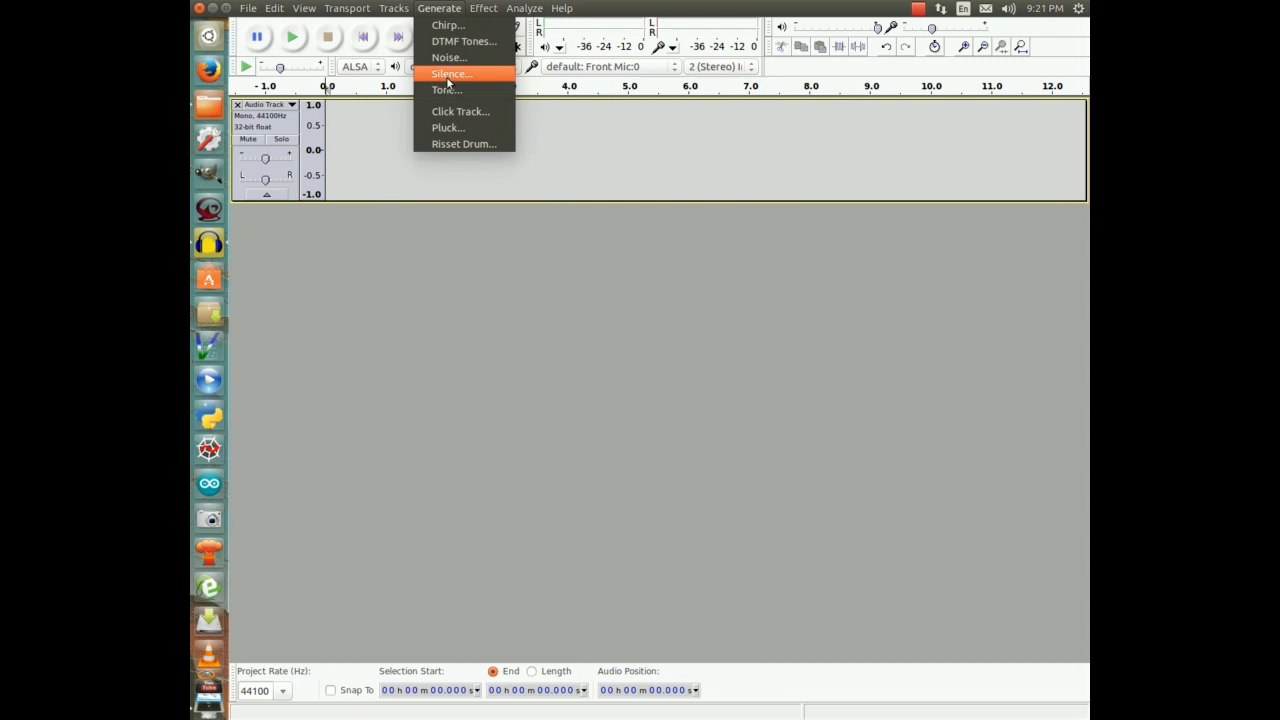 File Edit View Transport Tracks Generate Effect Analyze Help
En
9:21 PM
Chirp...
DTMF Tones...
Noise...
Silence...
Tone...
Click Track...
Pluck...
Risset Drum...
L
R
-36 -24 -12 0
L
R
-36 -24 -12 0
ALSA
default: Front Mic:0
2 (Stereo) I
-1.0 0.0 1.0 4.0 5.0 6.0 7.0 8.0 9.0 10.0 11.0 12.0
Audio Track
Mono, 44100Hz
32-bit float
Mute Solo
- +
L R
1.0
0.5
0.0
-0.5
-1.0
Project Rate (Hz):
44100
Snap To
Selection Start:
00 h 00 m 00.000 s
End
Length
00 h 00 m 00.000 s
Audio Position:
00 h 00 m 00.000 s